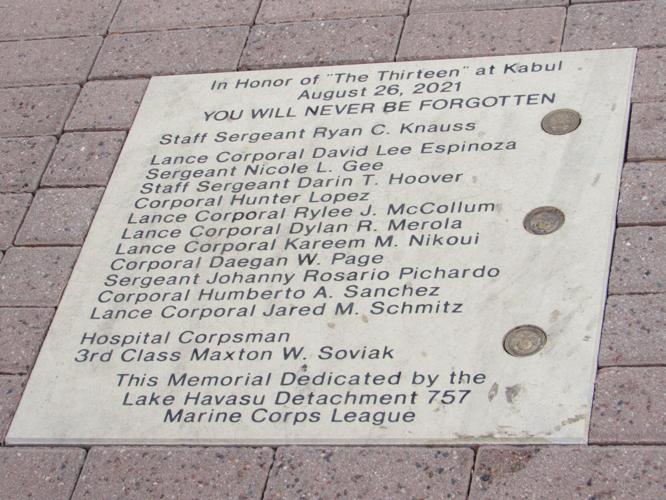 In Honor of "The Thirteen" at Kabul
August 26, 2021
YOU WILL NEVER BE FORGOTTEN
Staff Sergeant Ryan C. Knauss
Lance Corporal David Lee Espinoza
Sergeant Nicole L. Gee
Staff Sergeant Darin T. Hoover
Corporal Hunter Lopez
Lance Corporal Rylee J. McCollum
Lance Corporal Dylan R. Merola
Lance Corporal Kareem M. Nikoui
Corporal Daegan W. Page
Sergeant Johanny Rosario Pichardo
Corporal Humberto A. Sanchez
Lance Corporal Jared M. Schmitz
Hospital Corpsman
3rd Class Maxton W. Soviak
This Memorial Dedicated by the
Lake Havasu Detachment 757
Marine Corps League